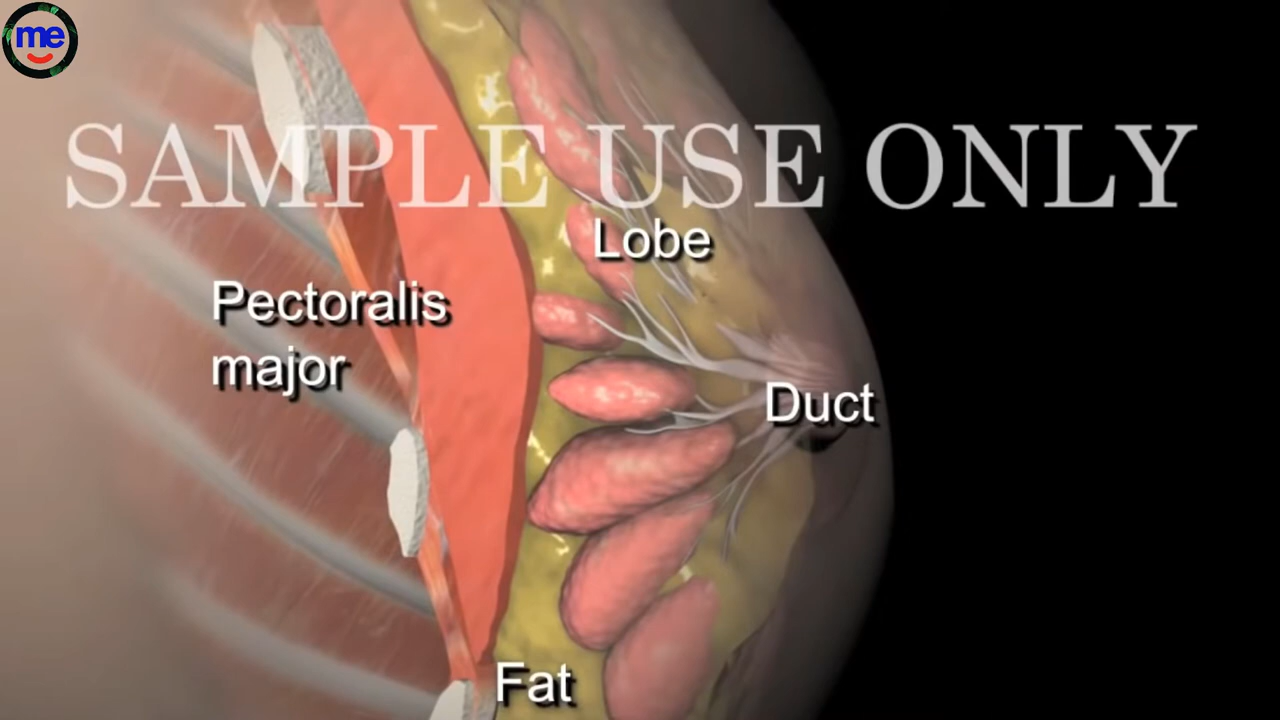 me
SAMPLE USE ONLY
Lobe
Pectoralis
major
Duct
Fat